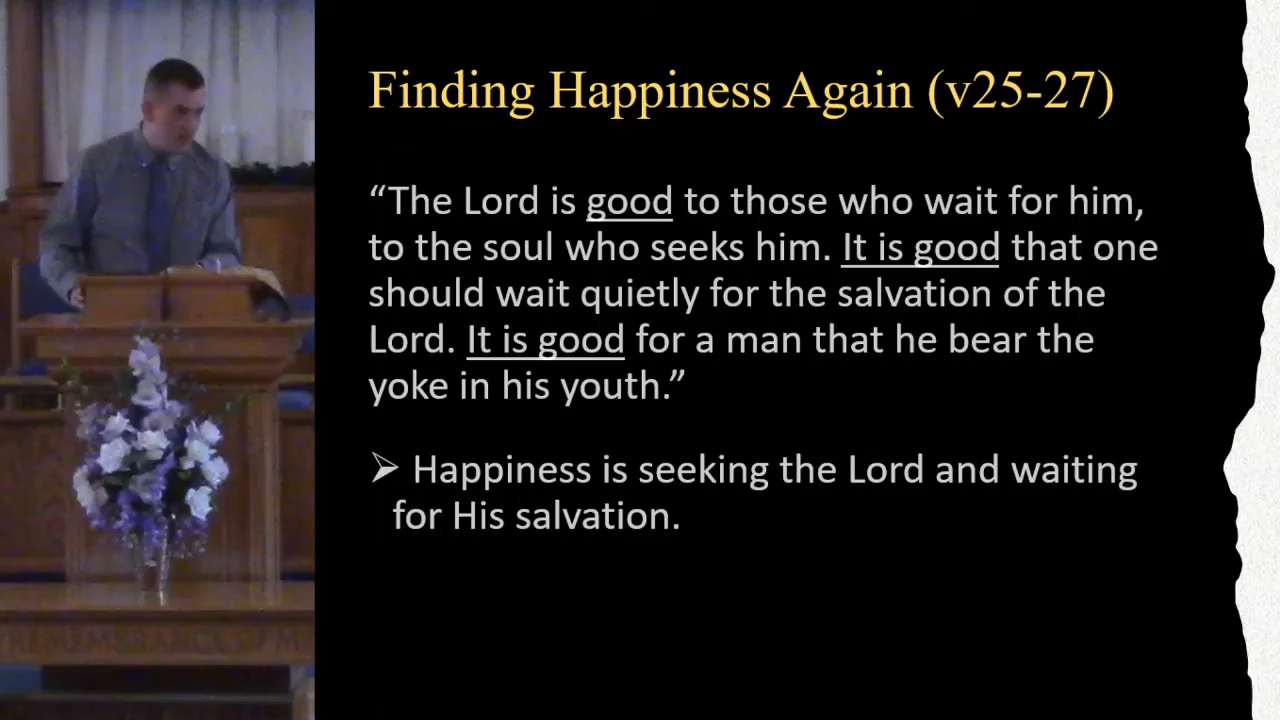 Finding Happiness Again (v25-27)
“The Lord is good to those who wait for him,
to the soul who seeks him. It is good that one
should wait quietly for the salvation of the
Lord. It is good for a man that he bear the
yoke in his youth.”
➢ Happiness is seeking the Lord and waiting
for His salvation.